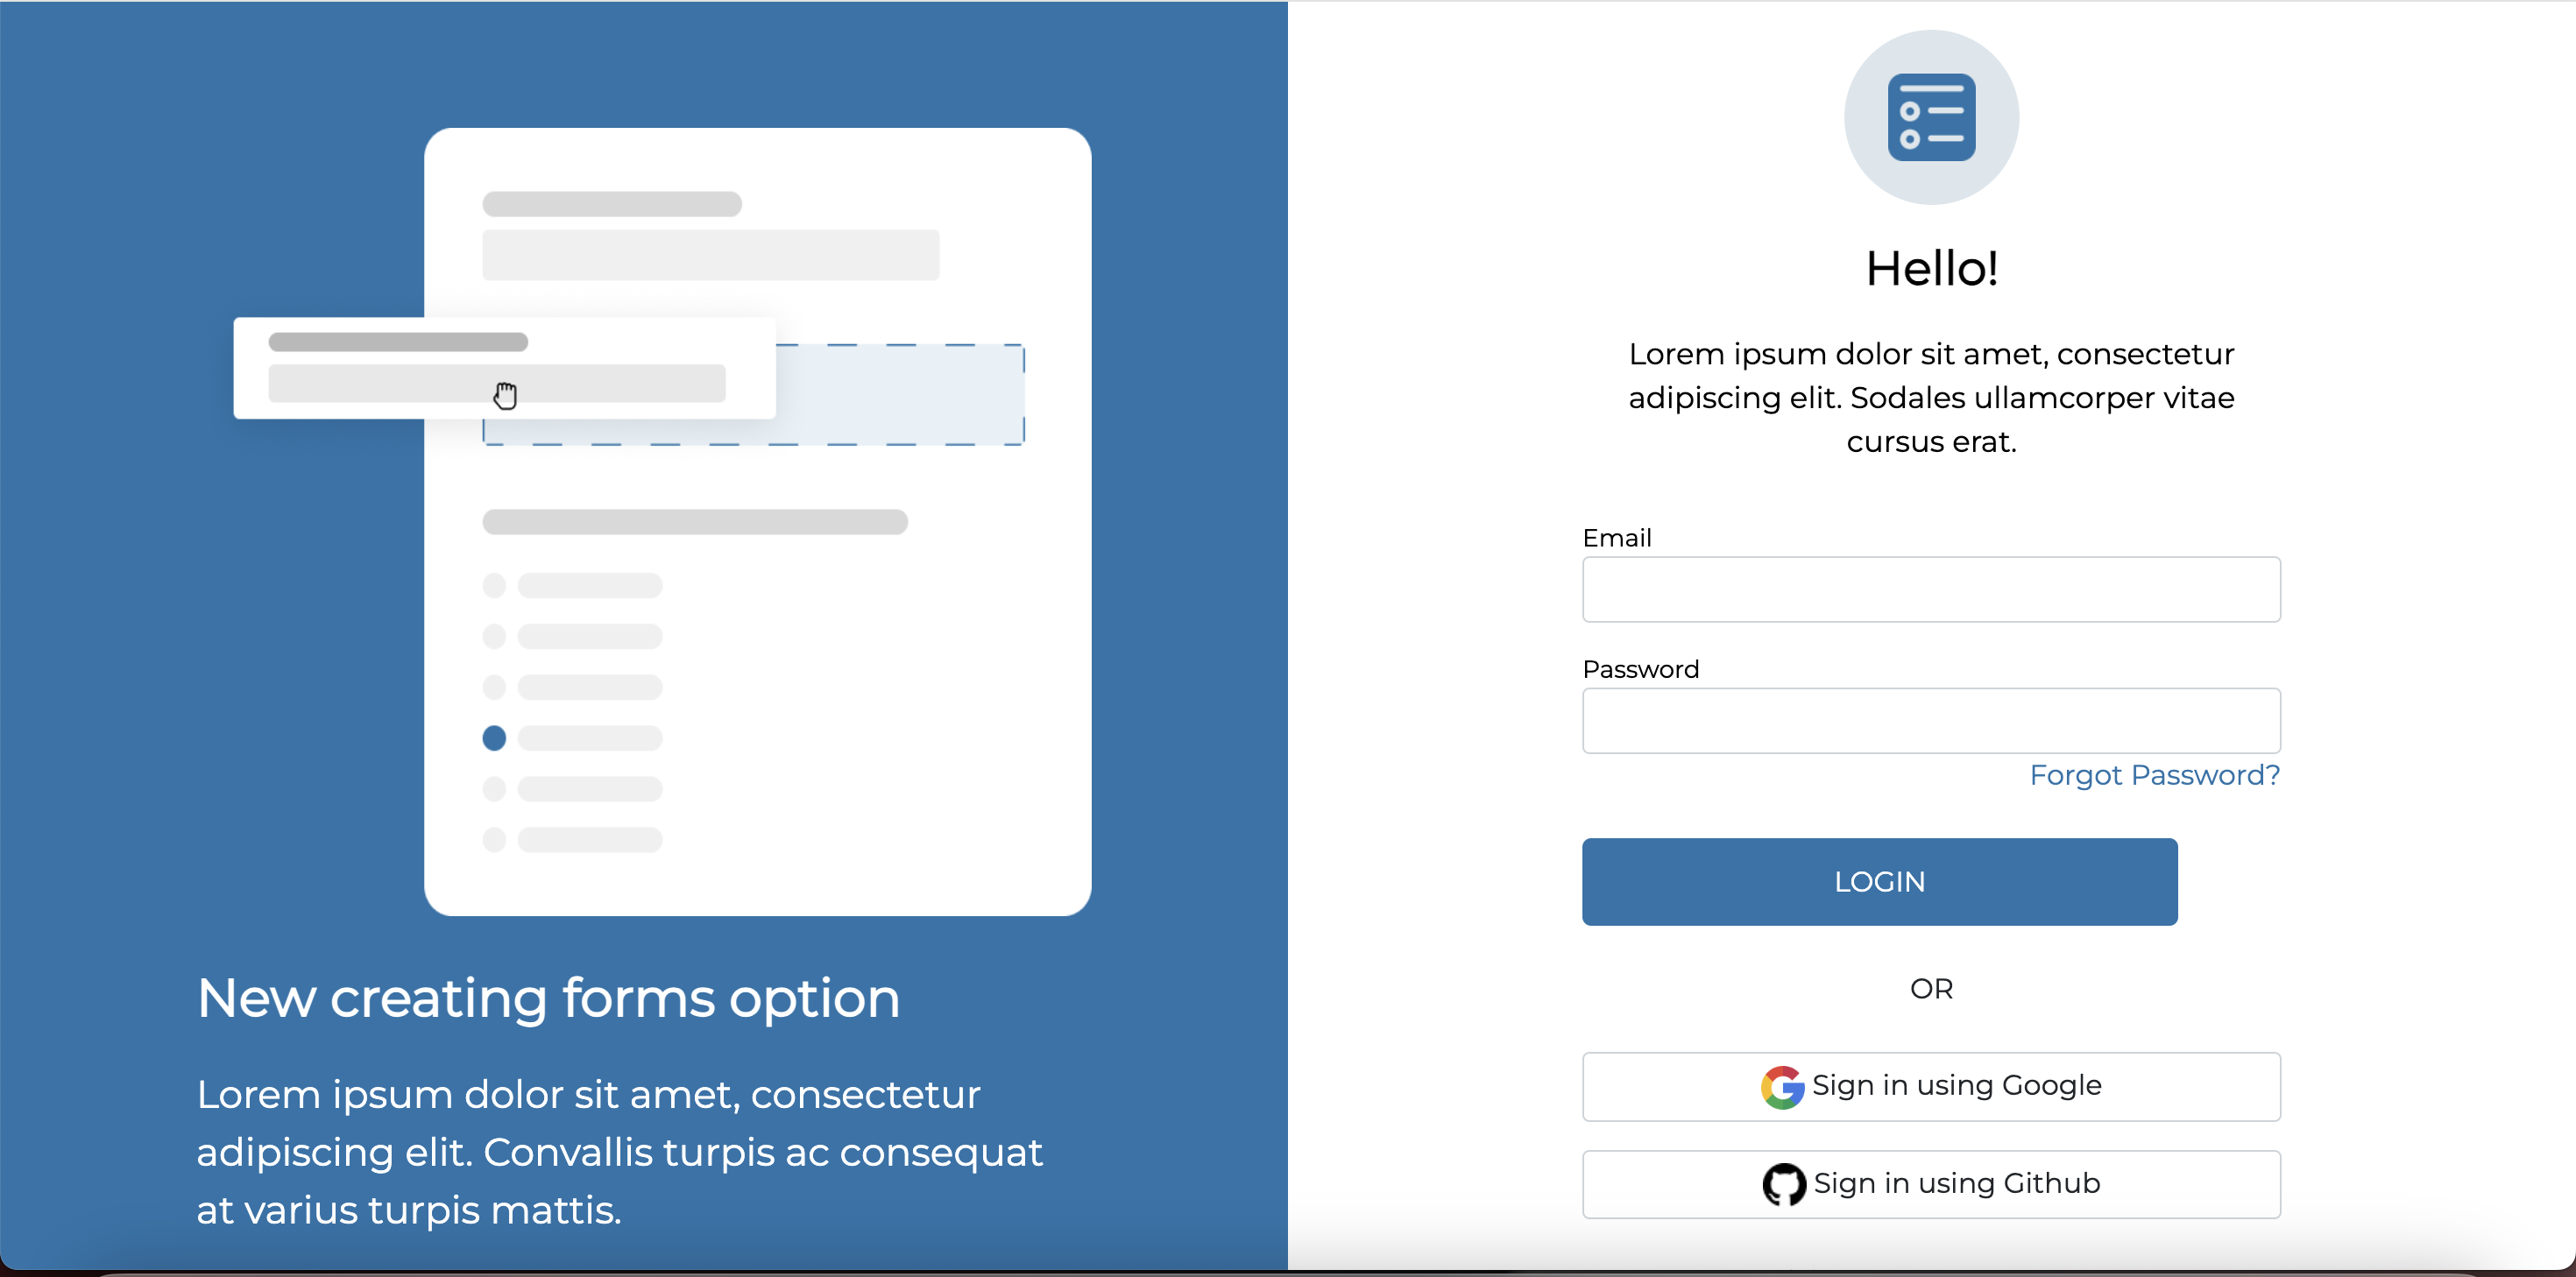 New creating forms option
Lorem ipsum dolor sit amet, consectetur
adipiscing elit. Convallis turpis ac consequat
at varius turpis mattis.
Hello!
Lorem ipsum dolor sit amet, consectetur
adipiscing elit. Sodales ullamcorper vitae
cursus erat.
Email
Password
Forgot Password?
LOGIN
OR
Sign in using Google
Sign in using Github